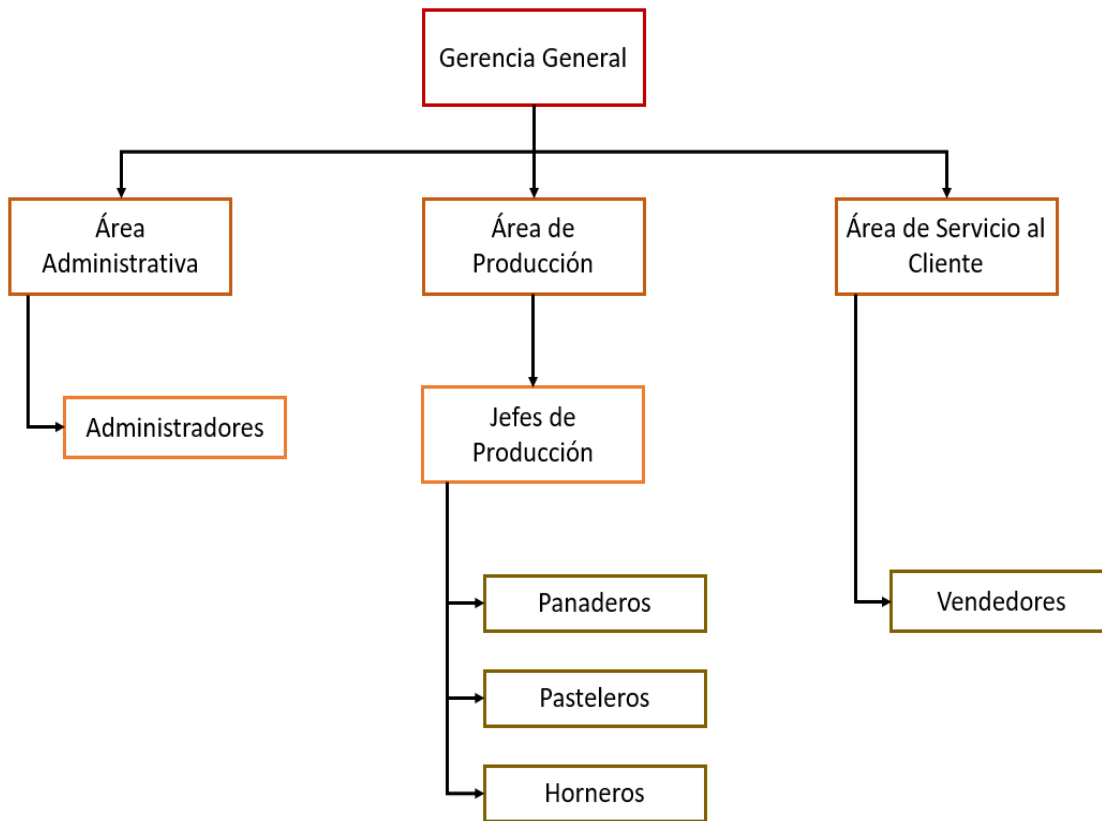 Gerencia General
Área
Administrativa
Área de
Producción
Área de Servicio al
Cliente
Administradores
Jefes de
Producción
Panaderos
Vendedores
Pasteleros
Horneros